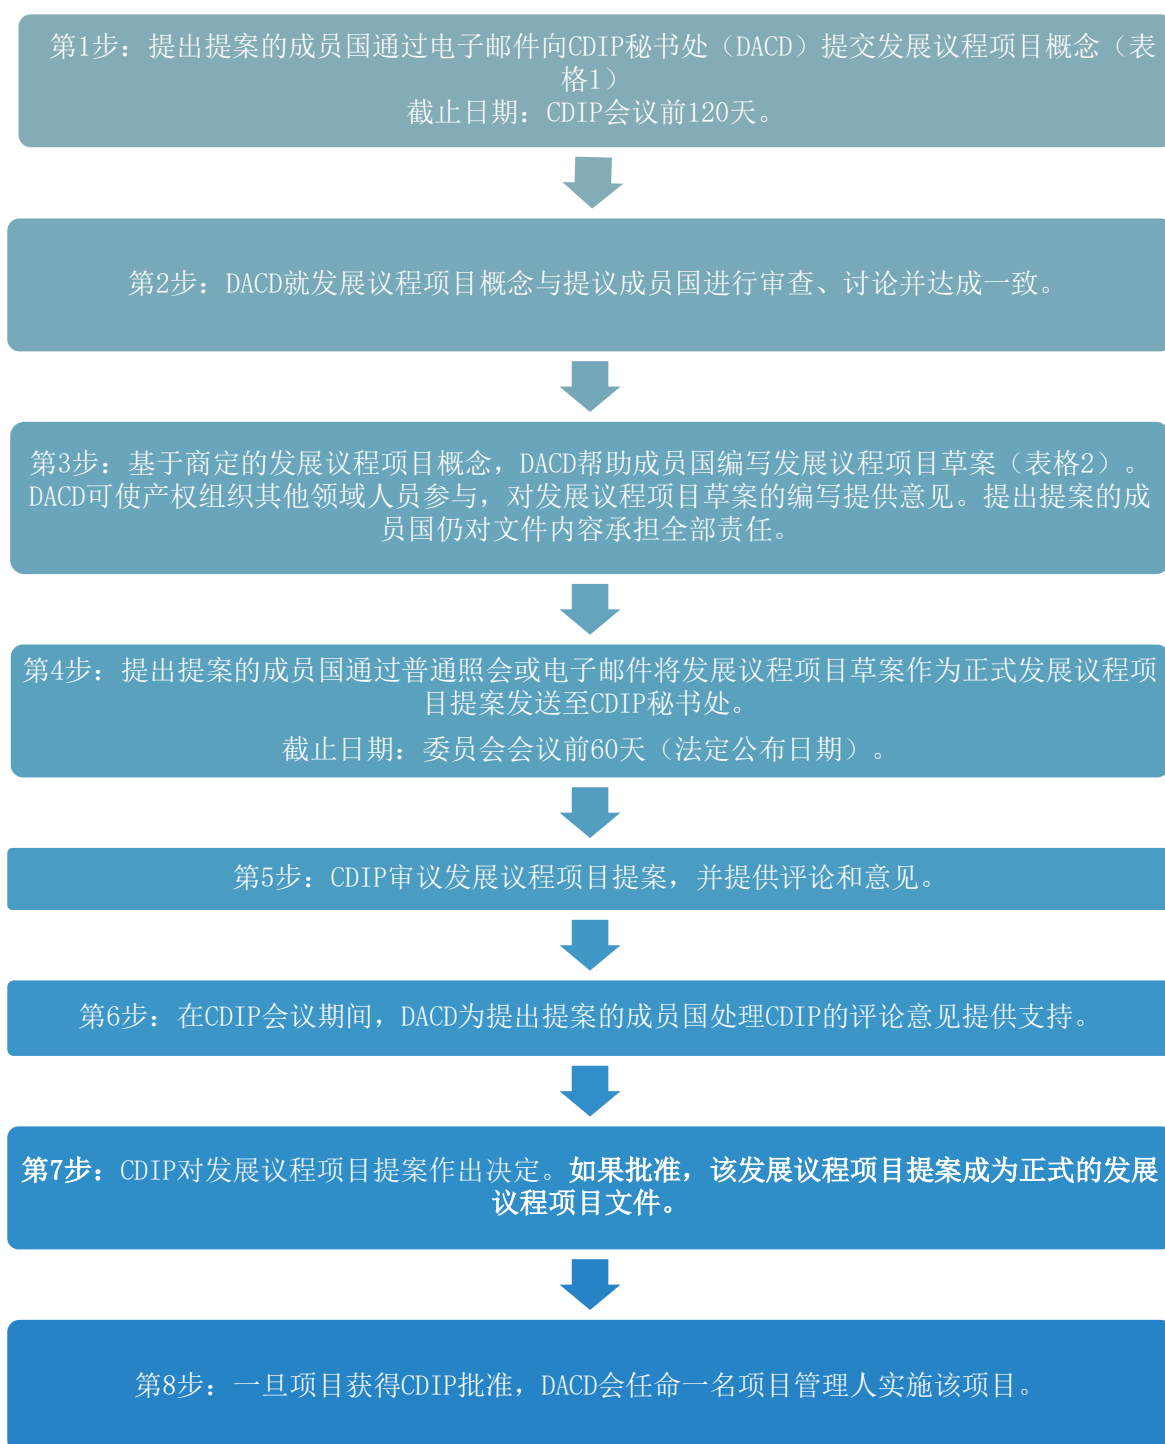 第1步：提出提案的成员国通过电子邮件向CDIP秘书处（DACD）提交发展议程项目概念（表
格1）
截止日期：CDIP会议前120天。
第2步：DACD就发展议程项目概念与提议成员国进行审查、讨论并达成一致。
第3步：基于商定的发展议程项目概念，DACD帮助成员国编写发展议程项目草案（表格2）。
DACD可使产权组织其他领域人员参与，对发展议程项目草案的编写提供意见。提出提案的成
员国仍对文件内容承担全部责任。
第4步：提出提案的成员国通过普通照会或电子邮件将发展议程项目草案作为正式发展议程项
目提案发送至CDIP秘书处。
截止日期：委员会会议前60天（法定公布日期）。
第5步：CDIP审议发展议程项目提案，并提供评论和意见。
第6步：在CDIP会议期间，DACD为提出提案的成员国处理CDIP的评论意见提供支持。
第7步：CDIP对发展议程项目提案作出决定。如果批准，该发展议程项目提案成为正式的发展
议程项目文件。
第8步：一旦项目获得CDIP批准，DACD会任命一名项目管理人实施该项目。